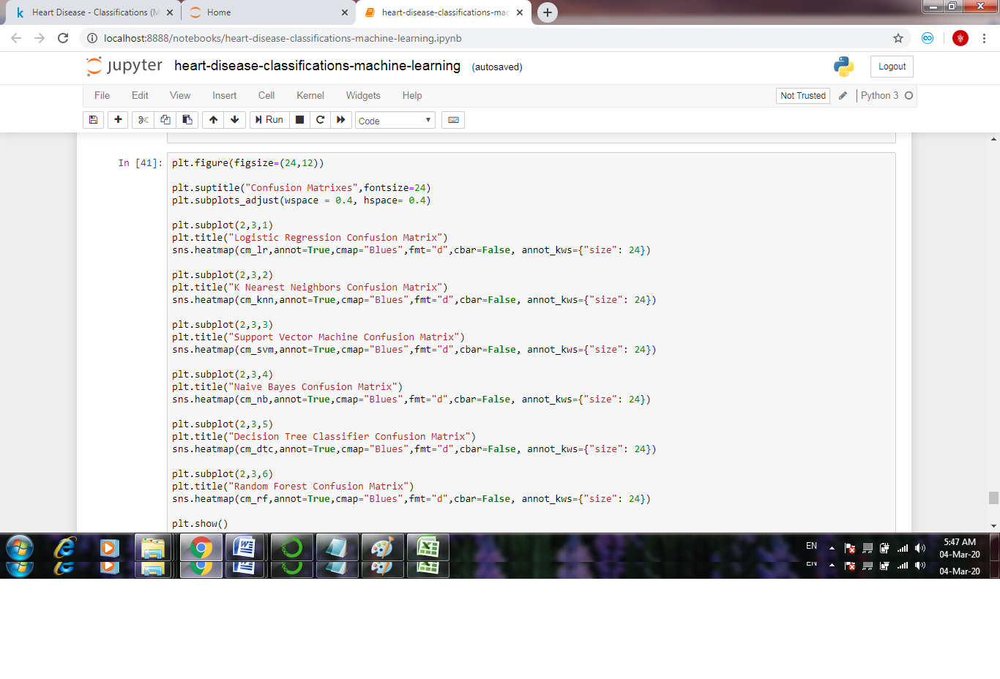 k Heart Disease - Classifications (M
Home
heart-disease-classifications-mac
localhost:8888/notebooks/heart-disease-classifications-machine-learning.ipynb
jupyter heart-disease-classifications-machine-learning (autosaved)
Logout
File Edit View Insert Cell Kernel Widgets Help
Not Trusted
Python 3
Run
Code
In [41]:
plt.figure(figsize=(24,12))
plt.suptitle("Confusion Matrixes",fontsize=24)
plt.subplots_adjust(wspace = 0.4, hspace= 0.4)
plt.subplot(2,3,1)
plt.title("Logistic Regression Confusion Matrix")
sns.heatmap(cm_lr,annot=True,cmap="Blues",fmt="d",cbar=False, annot_kws={"size": 24})
plt.subplot(2,3,2)
plt.title("K Nearest Neighbors Confusion Matrix")
sns.heatmap(cm_knn,annot=True,cmap="Blues",fmt="d",cbar=False, annot_kws={"size": 24})
plt.subplot(2,3,3)
plt.title("Support Vector Machine Confusion Matrix")
sns.heatmap(cm_svm,annot=True,cmap="Blues",fmt="d",cbar=False, annot_kws={"size": 24})
plt.subplot(2,3,4)
plt.title("Naive Bayes Confusion Matrix")
sns.heatmap(cm_nb,annot=True,cmap="Blues",fmt="d",cbar=False, annot_kws={"size": 24})
plt.subplot(2,3,5)
plt.title("Decision Tree Classifier Confusion Matrix")
sns.heatmap(cm_dtc,annot=True,cmap="Blues",fmt="d",cbar=False, annot_kws={"size": 24})
plt.subplot(2,3,6)
plt.title("Random Forest Confusion Matrix")
sns.heatmap(cm_rf,annot=True,cmap="Blues",fmt="d",cbar=False, annot_kws={"size": 24})
plt.show()
EN
5:47 AM
04-Mar-20
EN
04-Mar-20